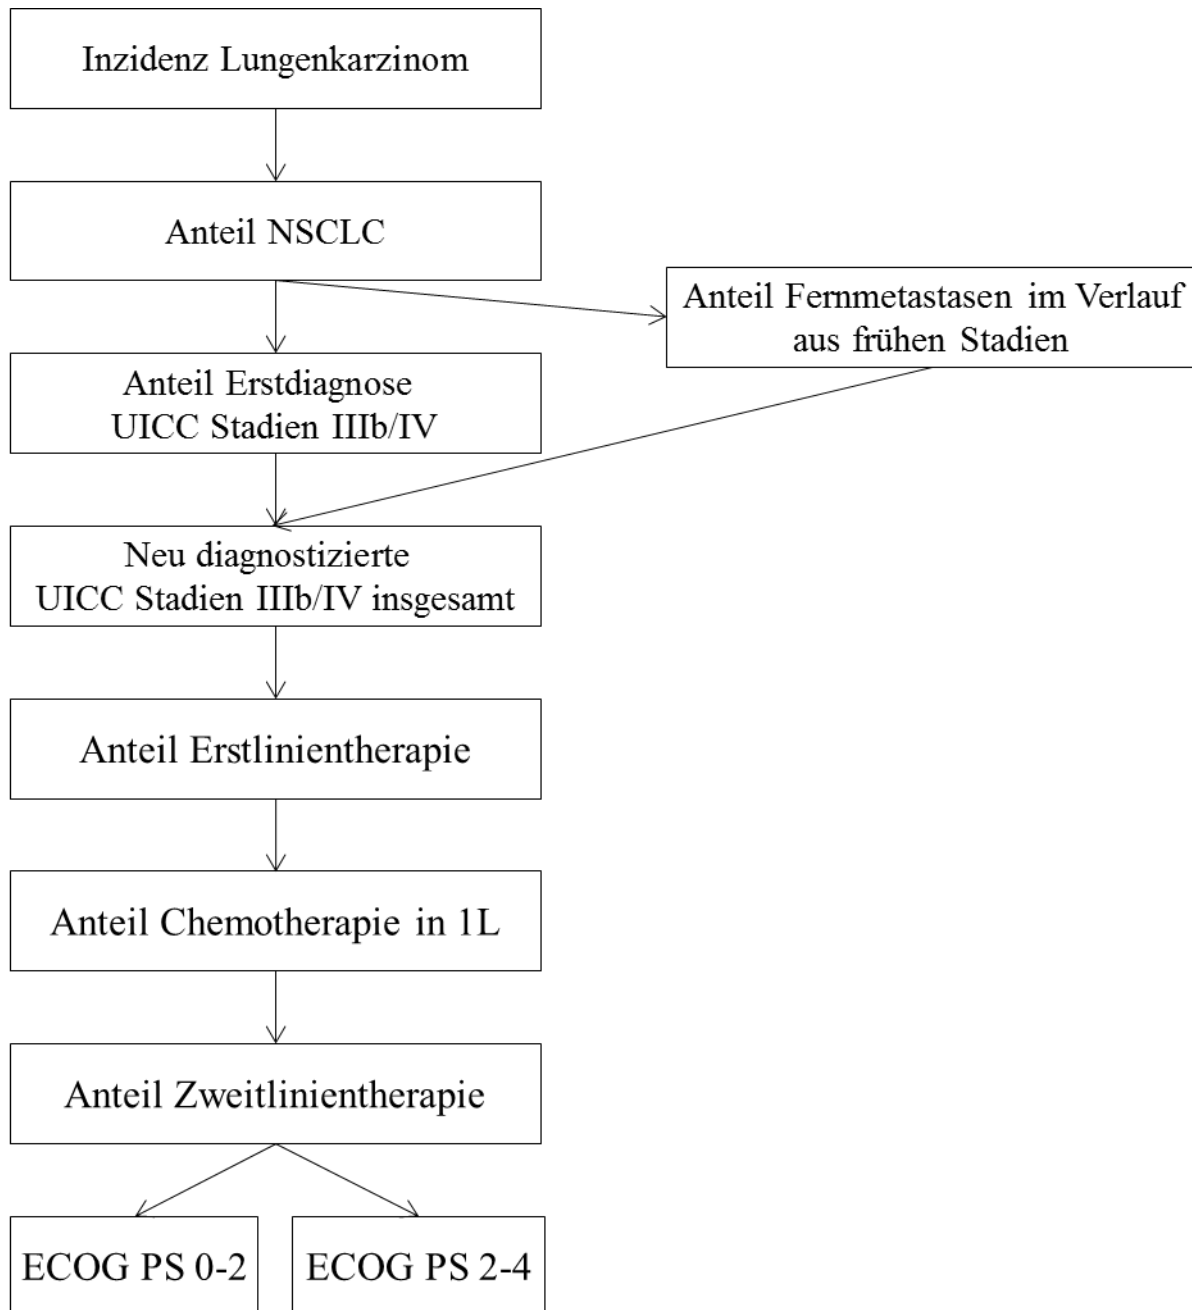 Inzidenz Lungenkarzinom
Anteil NSCLC
Anteil Fernmetastasen im Verlauf
aus frühen Stadien
Anteil Erstdiagnose
UICC Stadien IIIb/IV
Neu diagnostizierte
UICC Stadien IIIb/IV insgesamt
Anteil Erstlinientherapie
Anteil Chemotherapie in 1L
Anteil Zweitlinientherapie
ECOG PS 0-2
ECOG PS 2-4